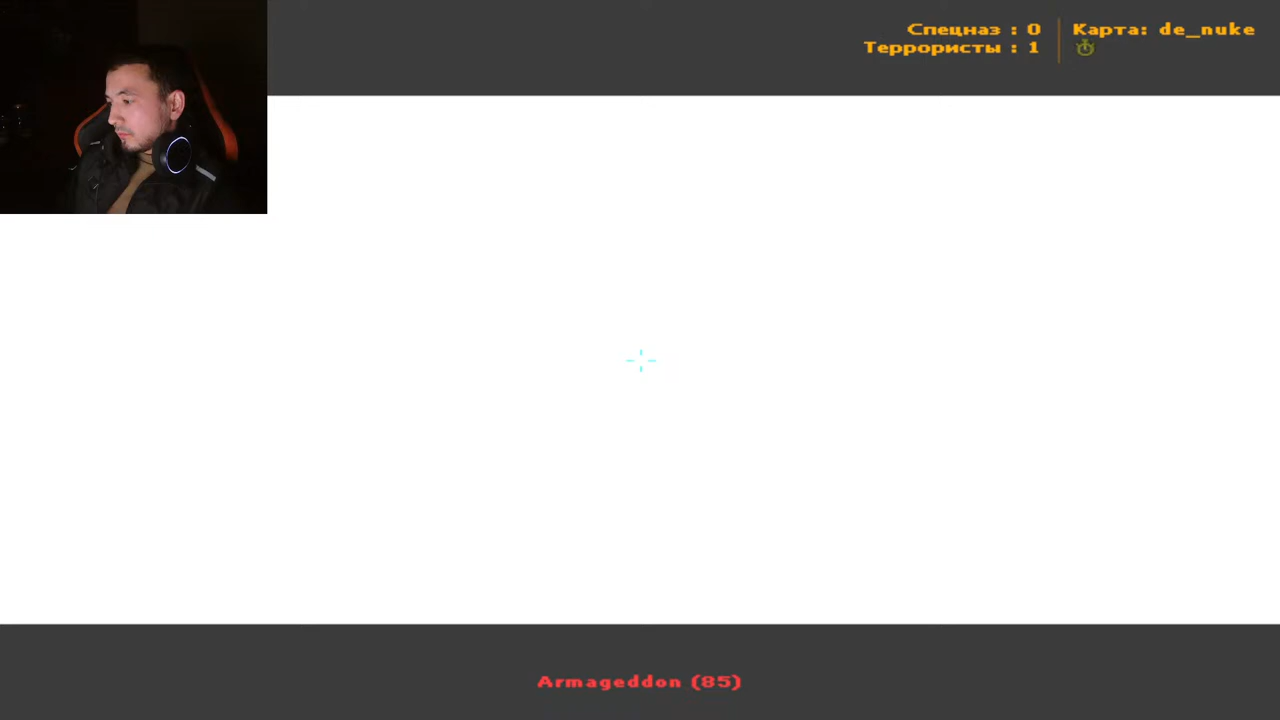 Спецназ : 0
Террористы : 1
Карта: de_nuke
Armageddon (85)